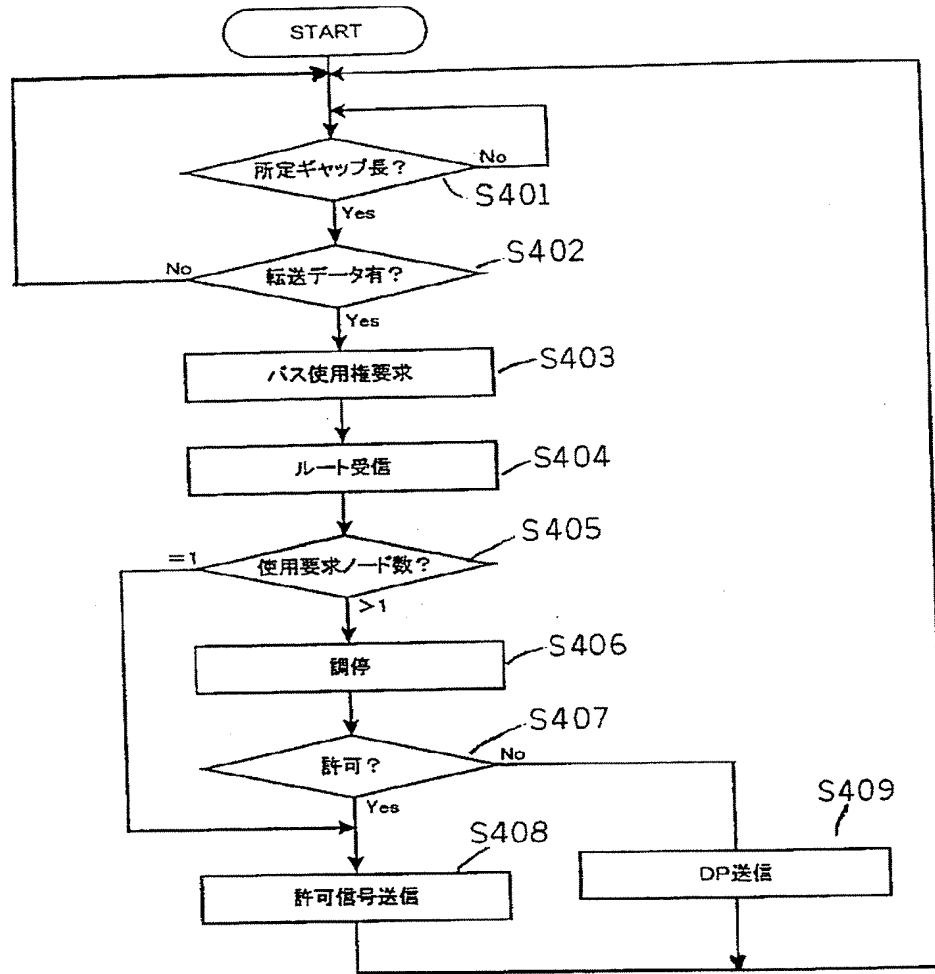 START
所定ギャップ長?
No
S401
Yes
転送データ有?
No
S402
Yes
バス使用権要求
S403
ルート受信
S404
使用要求ノード数?
S405
=1
>1
調停
S406
許可?
S407
No
Yes
S408
許可信号送信
S409
DP送信